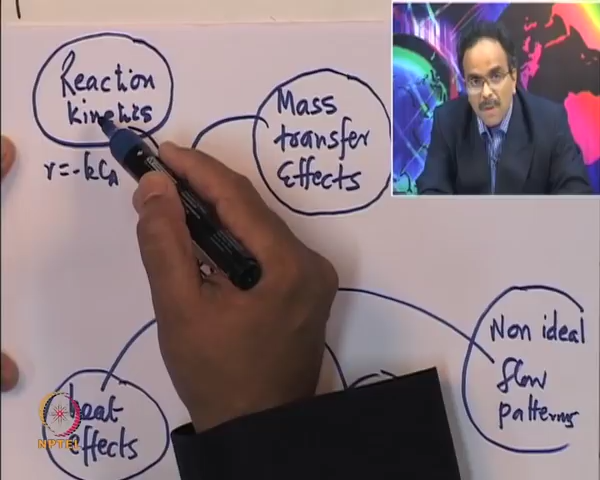 Reaction
kinetics
r=-kCA
Mass
transfer
Effects
Non ideal
flow
patterns
heat
effects
NPTEL